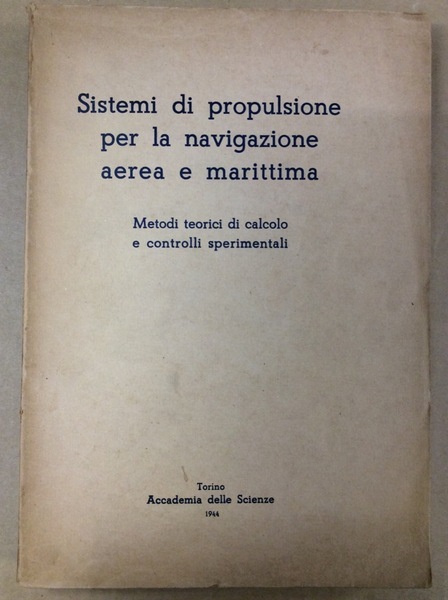 Sistemi di propulsione
per la navigazione
aerea e marittima
Metodi teorici di calcolo
e controlli sperimentali
Torino
Accademia delle Scienze
1944